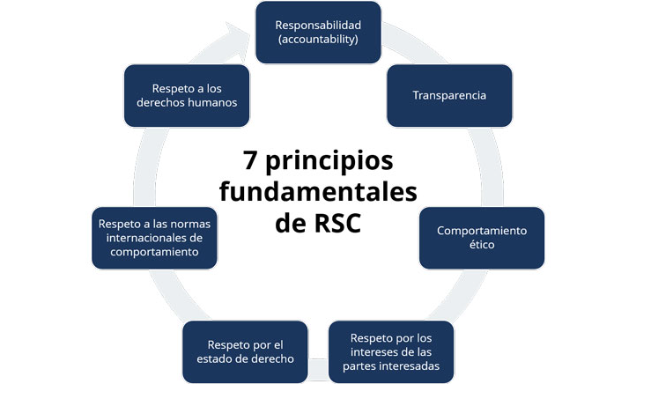 Responsabilidad
(accountability)
Transparencia
Comportamiento
ético
Respeto por los
intereses de las
partes interesadas
Respeto por el
estado de derecho
Respeto a las normas
internacionales de
comportamiento
Respeto a los
derechos humanos
7 principios
fundamentales
de RSC